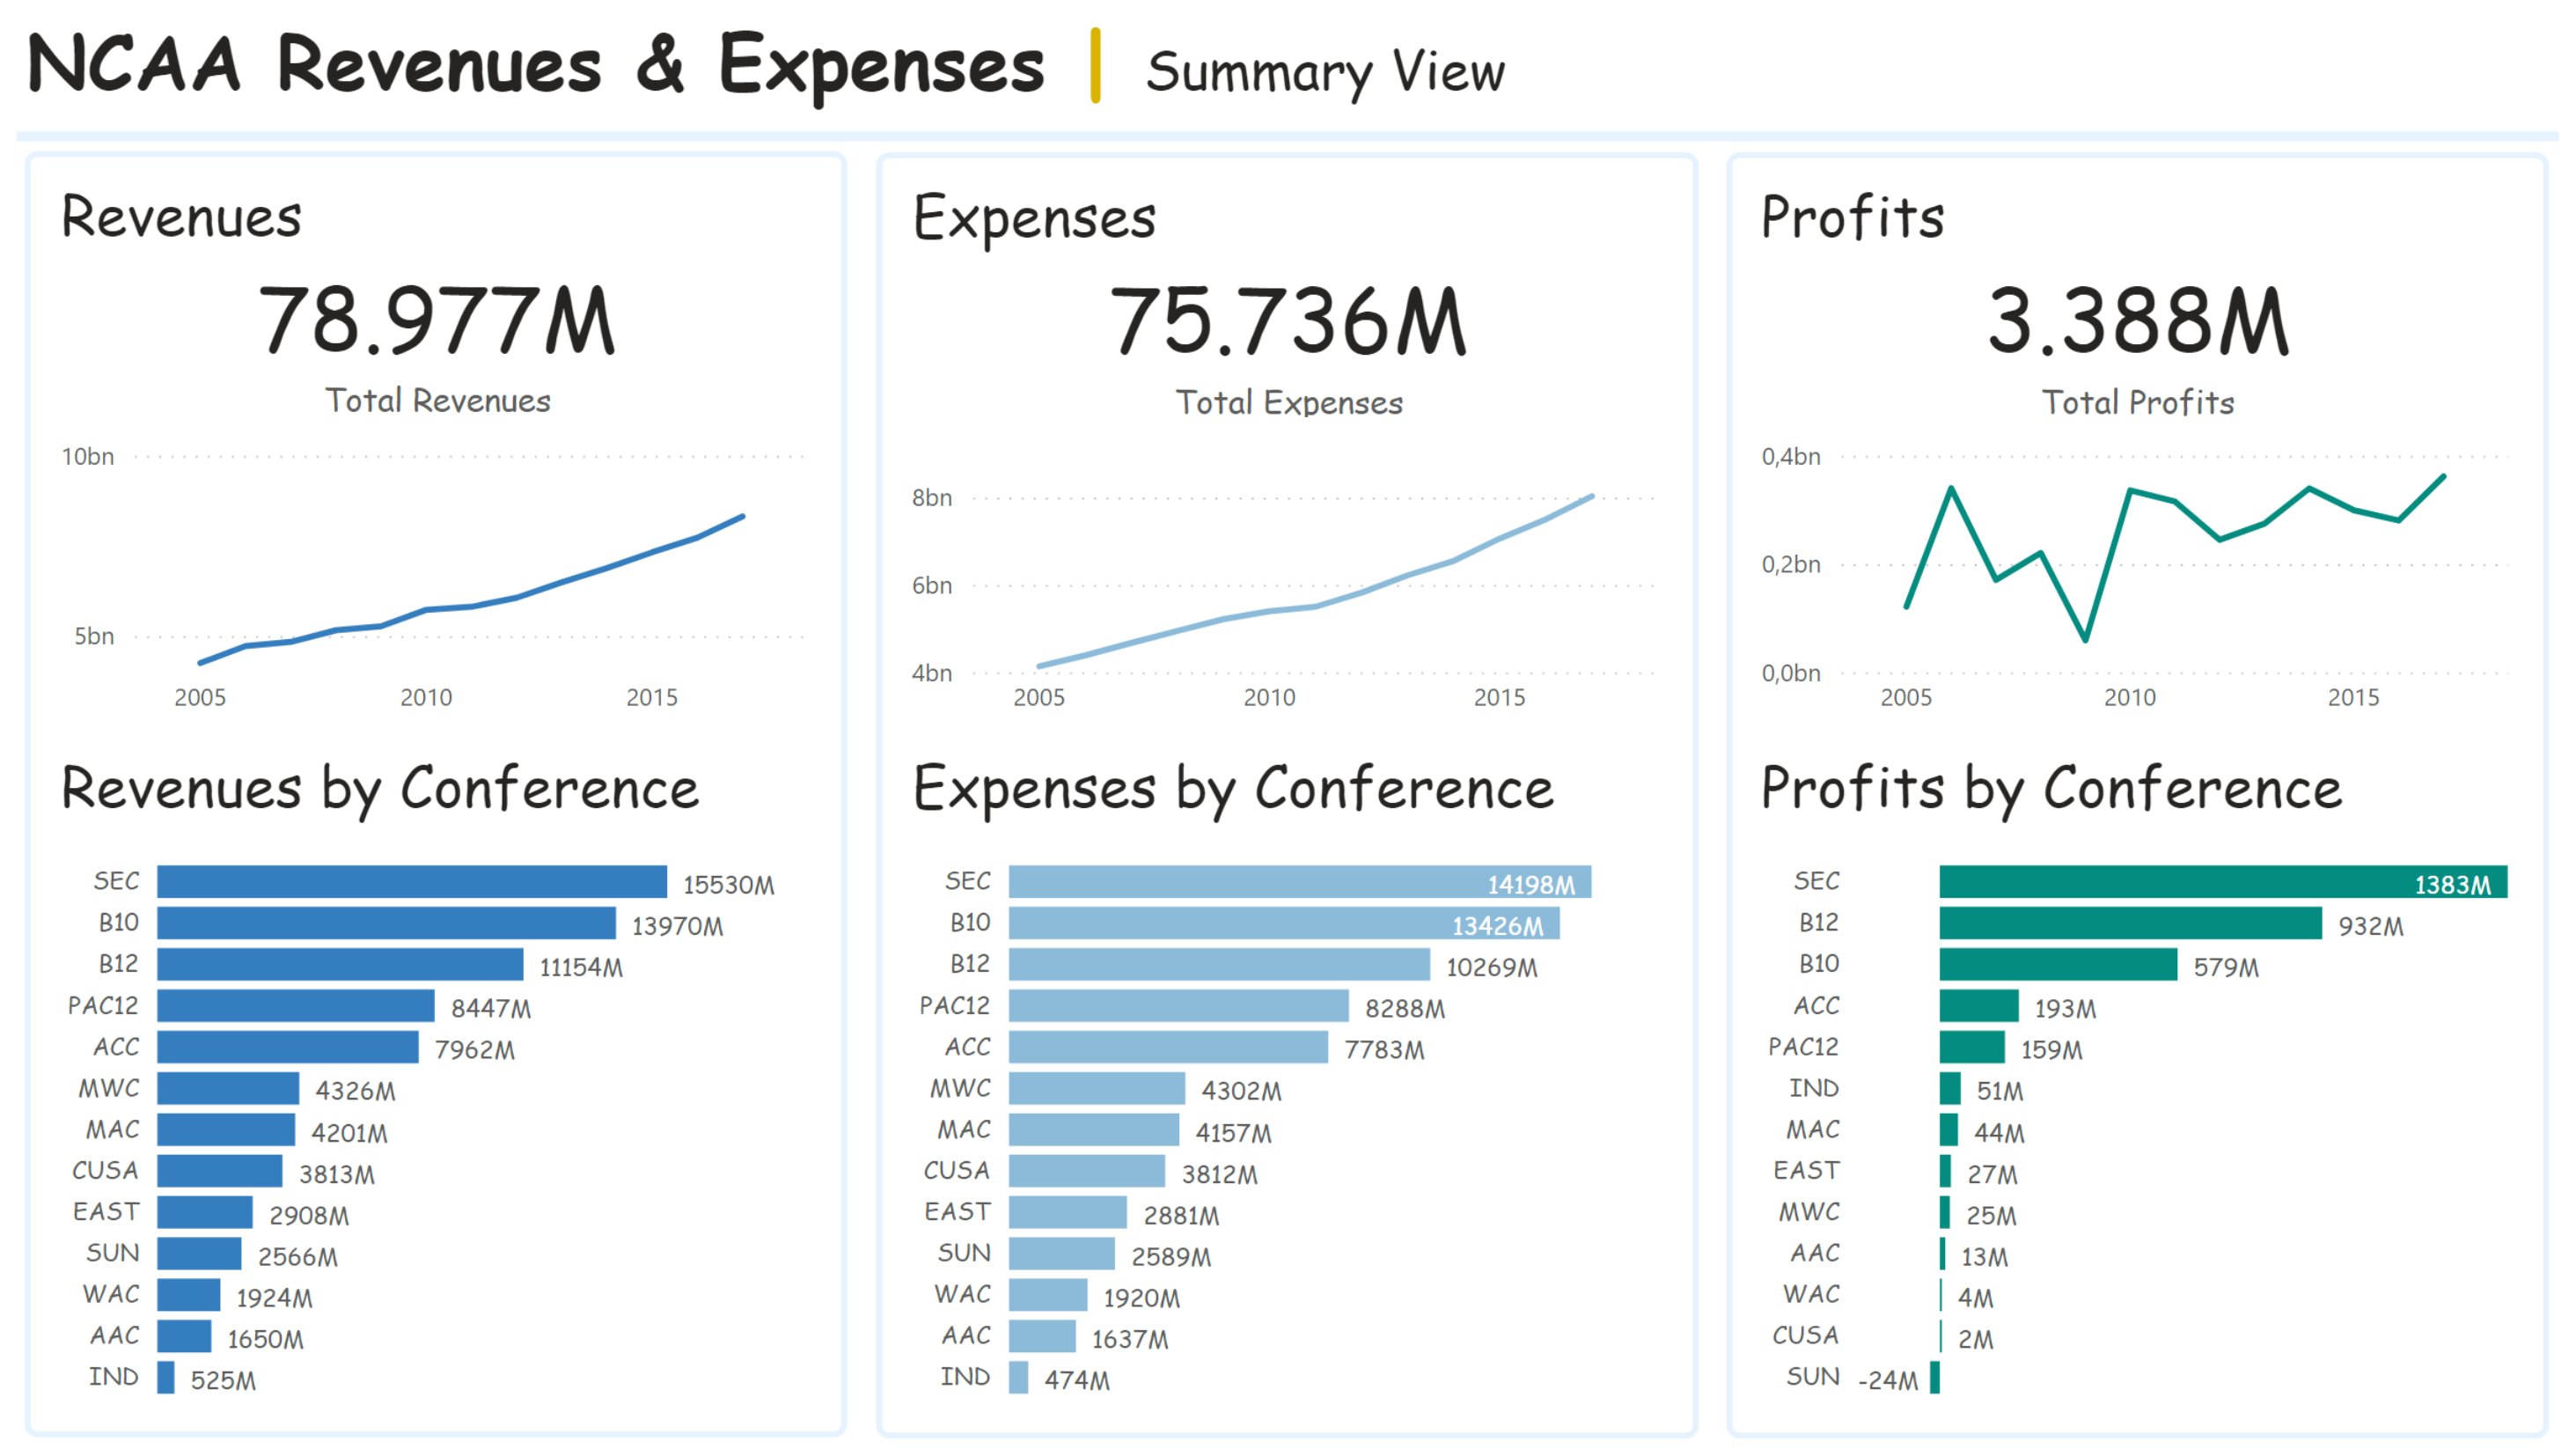 NCAA Revenues & Expenses | Summary View
Revenues
78.977M
Total Revenues
10bn
5bn
2005 2010 2015
Revenues by Conference
SEC 15530M
B10 13970M
B12 11154M
PAC12 8447M
ACC 7962M
MWC 4326M
MAC 4201M
CUSA 3813M
EAST 2908M
SUN 2566M
WAC 1924M
AAC 1650M
IND 525M
Expenses
75.736M
Total Expenses
8bn
6bn
4bn
2005 2010 2015
Expenses by Conference
SEC 14198M
B10 13426M
B12 10269M
PAC12 8288M
ACC 7783M
MWC 4302M
MAC 4157M
CUSA 3812M
EAST 2881M
SUN 2589M
WAC 1920M
AAC 1637M
IND 474M
Profits
3.388M
Total Profits
0,4bn
0,2bn
0,0bn
2005 2010 2015
Profits by Conference
SEC 1383M
B12 932M
B10 579M
ACC 193M
PAC12 159M
IND 51M
MAC 44M
EAST 27M
MWC 25M
AAC 13M
WAC 4M
CUSA 2M
SUN -24M